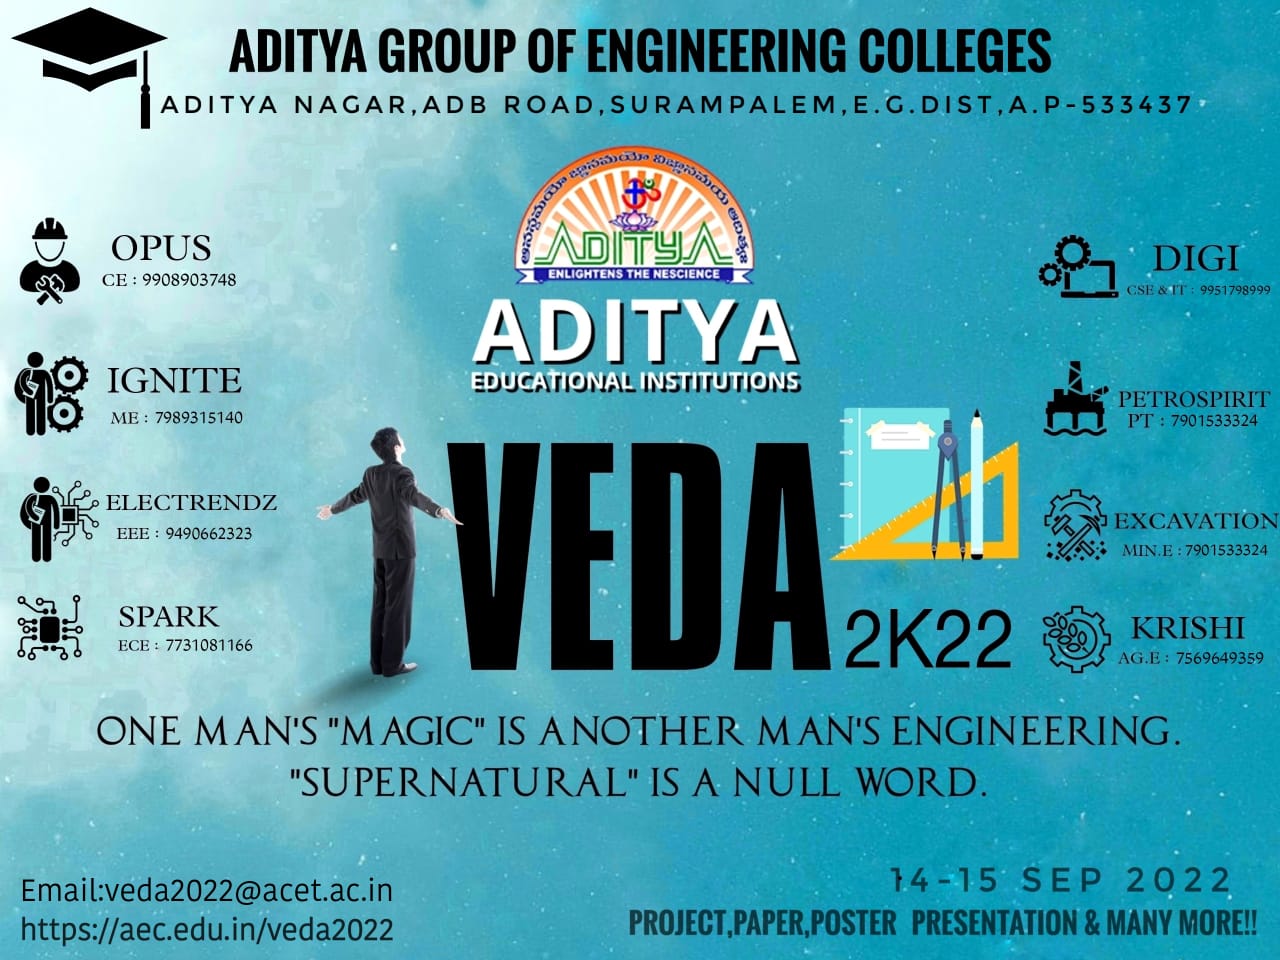 ADITYA GROUP OF ENGINEERING COLLEGES
ADITYA NAGAR,ADB ROAD,SURAMPALEM,E.G.DIST,A.P-533437
ADITYA
ENLIGHTENS THE NESCIENCE
ADITYA
EDUCATIONAL INSTITUTIONS
OPUS
CE : 9908903748
IGNITE
ME : 7989315140
ELECTRENDZ
EEE : 9490662323
SPARK
ECE : 7731081166
DIGI
CSE & IT : 9951798999
PETROSPIRIT
PT : 7901533324
EXCAVATION
MIN.E : 7901533324
KRISHI
AG.E : 7569649359
VEDA
2K22
ONE MAN'S "MAGIC" IS ANOTHER MAN'S ENGINEERING.
"SUPERNATURAL" IS A NULL WORD.
Email:veda2022@acet.ac.in
https://aec.edu.in/veda2022
14-15 SEP 2022
PROJECT,PAPER,POSTER PRESENTATION & MANY MORE!!